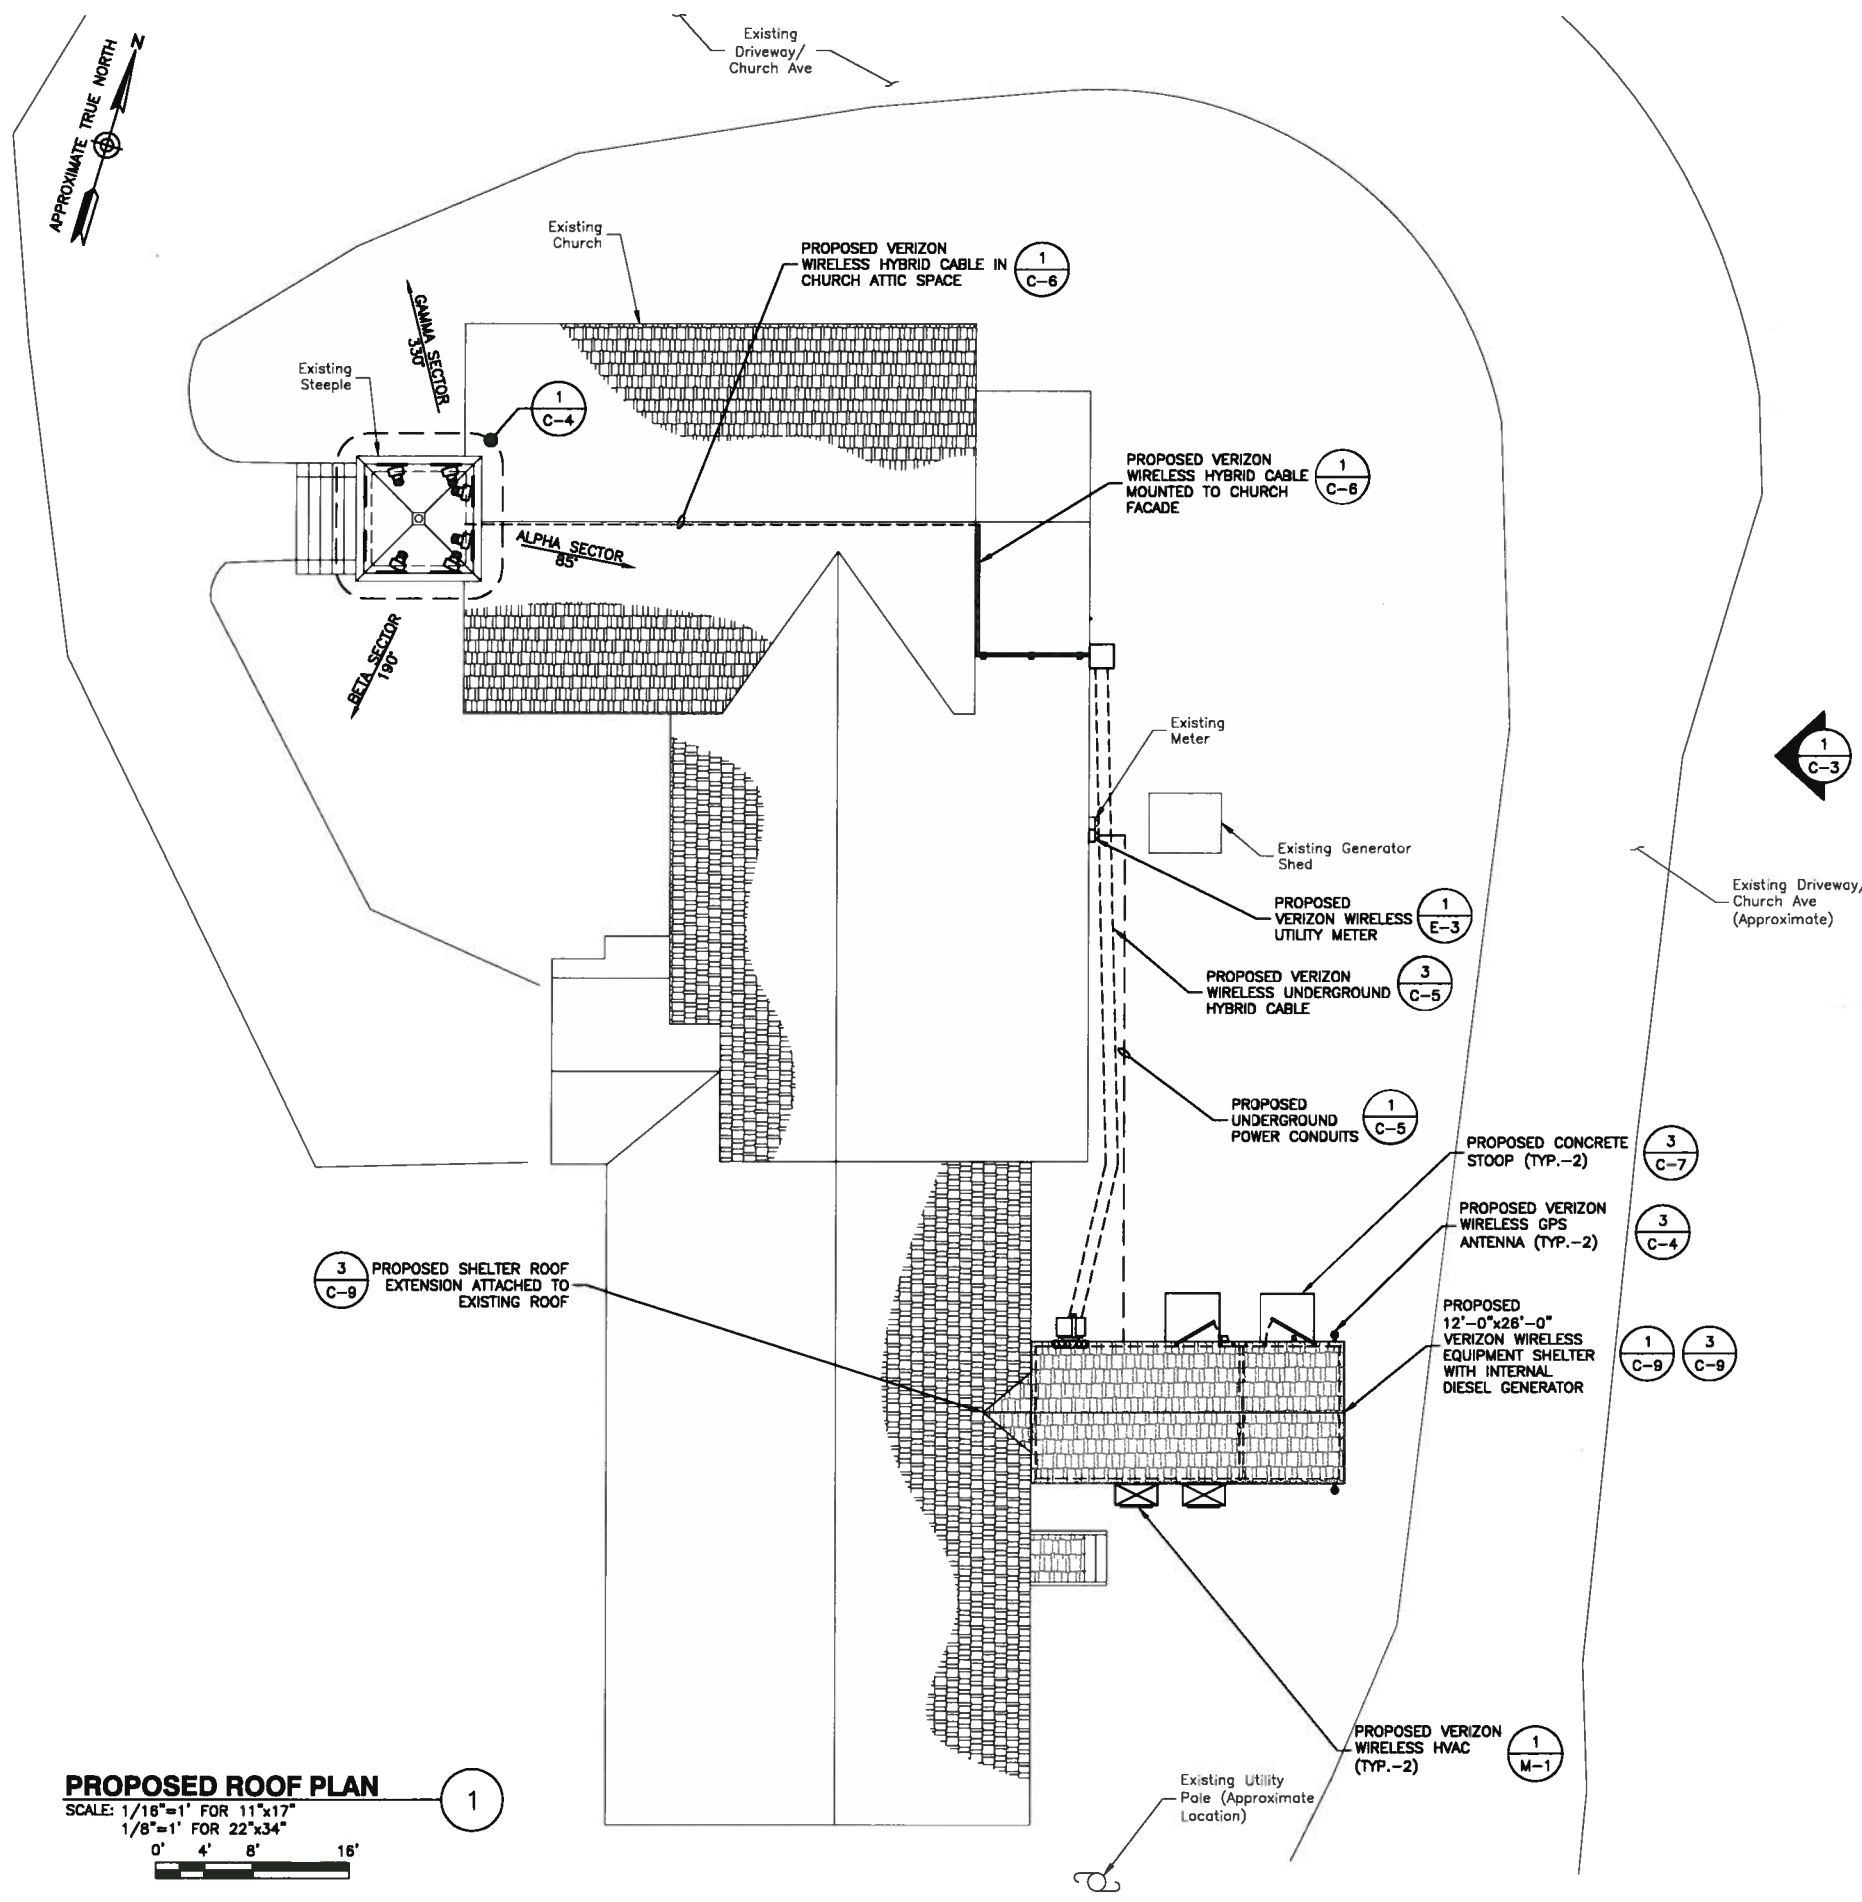 Existing
Driveway/
Church Ave
N
APPROXIMATE TRUE NORTH
Existing
Church
PROPOSED VERIZON
WIRELESS HYBRID CABLE IN
CHURCH ATTIC SPACE
1
C-6
GAMMA SECTOR
330°
Existing
Steeple
1
C-4
PROPOSED VERIZON
WIRELESS HYBRID CABLE
MOUNTED TO CHURCH
FACADE
1
C-6
ALPHA SECTOR
85°
BETA SECTOR
190°
Existing
Meter
1
C-3
Existing Generator
Shed
Existing Driveway/
Church Ave
(Approximate)
PROPOSED
VERIZON WIRELESS
UTILITY METER
1
E-3
PROPOSED VERIZON
WIRELESS UNDERGROUND
HYBRID CABLE
3
C-5
PROPOSED
UNDERGROUND
POWER CONDUITS
1
C-5
PROPOSED CONCRETE
STOOP (TYP.-2)
3
C-7
PROPOSED VERIZON
WIRELESS GPS
ANTENNA (TYP.-2)
3
C-4
3
C-9
PROPOSED SHELTER ROOF
EXTENSION ATTACHED TO
EXISTING ROOF
PROPOSED
12'-0"x26'-0"
VERIZON WIRELESS
EQUIPMENT SHELTER
WITH INTERNAL
DIESEL GENERATOR
1
C-9
3
C-9
PROPOSED VERIZON
WIRELESS HVAC
(TYP.-2)
1
M-1
Existing Utility
Pole (Approximate
Location)
PROPOSED ROOF PLAN
1
SCALE: 1/16"=1' FOR 11"x17"
1/8"=1' FOR 22"x34"
0' 4' 8' 16'